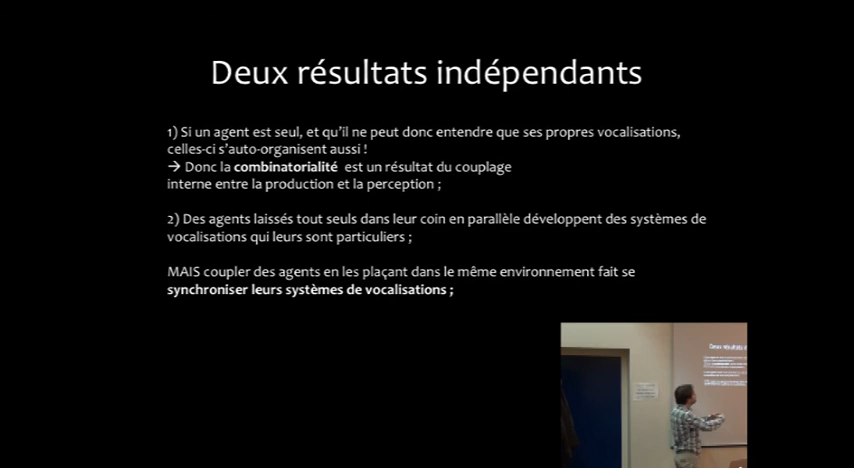 Deux résultats indépendants
1) Si un agent est seul, et qu’il ne peut donc entendre que ses propres vocalisations,
celles-ci s’auto-organisent aussi !
→ Donc la combinatorialité est un résultat du couplage
interne entre la production et la perception ;
2) Des agents laissés tout seuls dans leur coin en parallèle développent des systèmes de
vocalisations qui leurs sont particuliers ;
MAIS coupler des agents en les plaçant dans le même environnement fait se
synchroniser leurs systèmes de vocalisations ;
Deux résultats